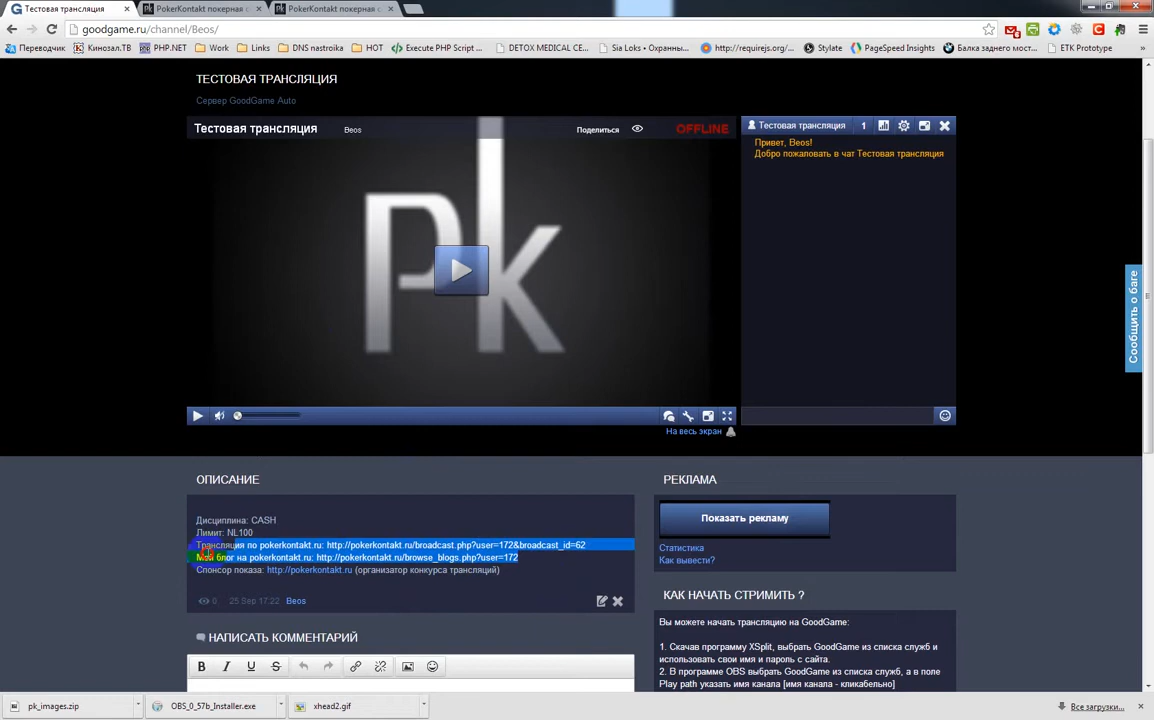 Тестовая трансляция
PokerKontakt покерная с
PokerKontakt покерная с
goodgame.ru/channel/Beos/
Переводчик
Кинозал.ТВ
PHP.NET
Work
Links
DNS nastroika
HOT
Execute PHP Script ...
DETOX MEDICAL CE...
Sia Loks • Охранны...
http://requirejs.org/...
Stylate
PageSpeed Insights
Балка заднего мост...
ETK Prototype
ТЕСТОВАЯ ТРАНСЛЯЦИЯ
Сервер GoodGame Auto
Тестовая трансляция
Beos
Поделиться
OFFLINE
Pk
На весь экран
Тестовая трансляция 1
Привет, Beos!
Добро пожаловать в чат Тестовая трансляция
Сообщить о баге
ОПИСАНИЕ
Дисциплина: CASH
Лимит: NL100
Трансляция по pokerkontakt.ru: http://pokerkontakt.ru/broadcast.php?user=172&broadcast_id=62
Мой блог на pokerkontakt.ru: http://pokerkontakt.ru/browse_blogs.php?user=172
Спонсор показа: http://pokerkontakt.ru (организатор конкурса трансляций)
0 25 Sep 17:22 Beos
НАПИСАТЬ КОММЕНТАРИЙ
B I U S
РЕКЛАМА
Показать рекламу
Статистика
Как вывести?
КАК НАЧАТЬ СТРИМИТЬ ?
Вы можете начать трансляцию на GoodGame:
1. Скачав программу XSplit, выбрать GoodGame из списка служб и
использовать свои имя и пароль с сайта.
2. В программе OBS выбрать GoodGame из списка служб, а в поле
Play path указать имя канала [имя канала - кликабельно]
pk_images.zip
OBS_0_57b_Installer.exe
xhead2.gif
Все загрузки...